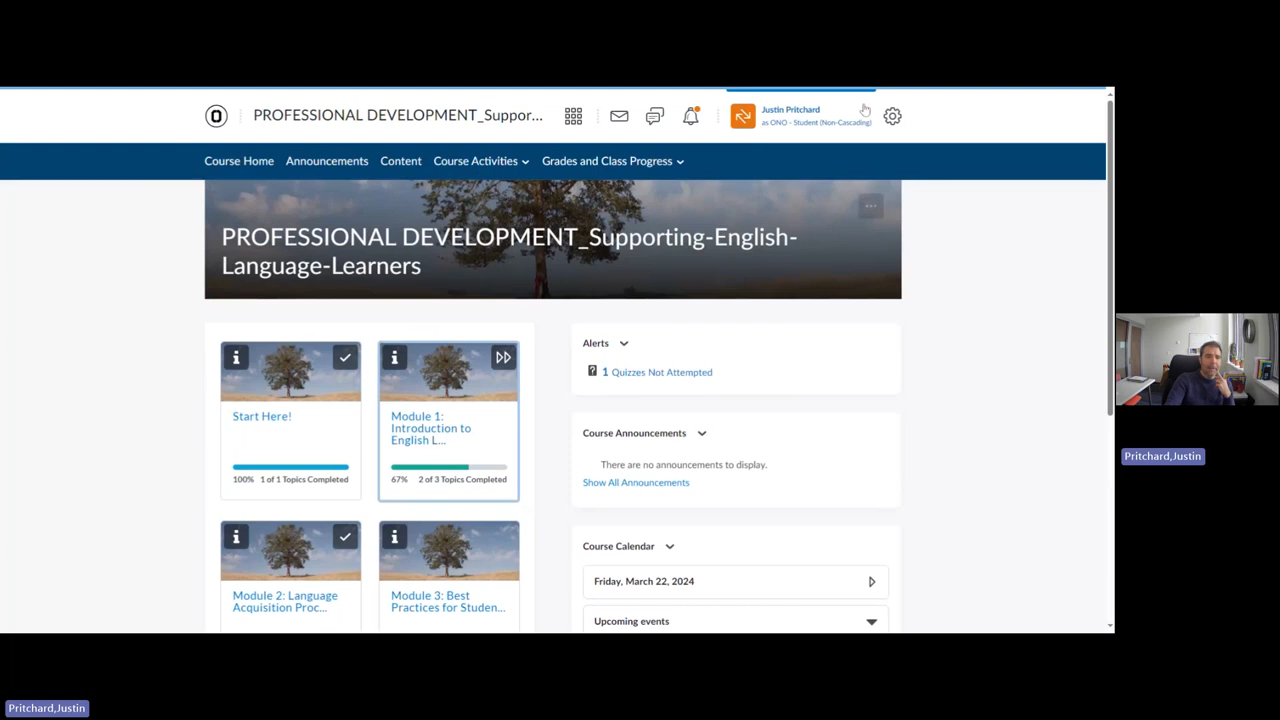 PROFESSIONAL DEVELOPMENT_Suppor...
Justin Pritchard
as ONO - Student (Non-Cascading)
Course Home Announcements Content Course Activities Grades and Class Progress
PROFESSIONAL DEVELOPMENT_Supporting-English-
Language-Learners
Start Here!
100% 1 of 1 Topics Completed
Module 1:
Introduction to
English L...
67% 2 of 3 Topics Completed
Module 2: Language
Acquisition Proc...
Module 3: Best
Practices for Studen...
Alerts
1 Quizzes Not Attempted
Course Announcements
There are no announcements to display.
Show All Announcements
Course Calendar
Friday, March 22, 2024
Upcoming events
Pritchard,Justin
Pritchard,Justin